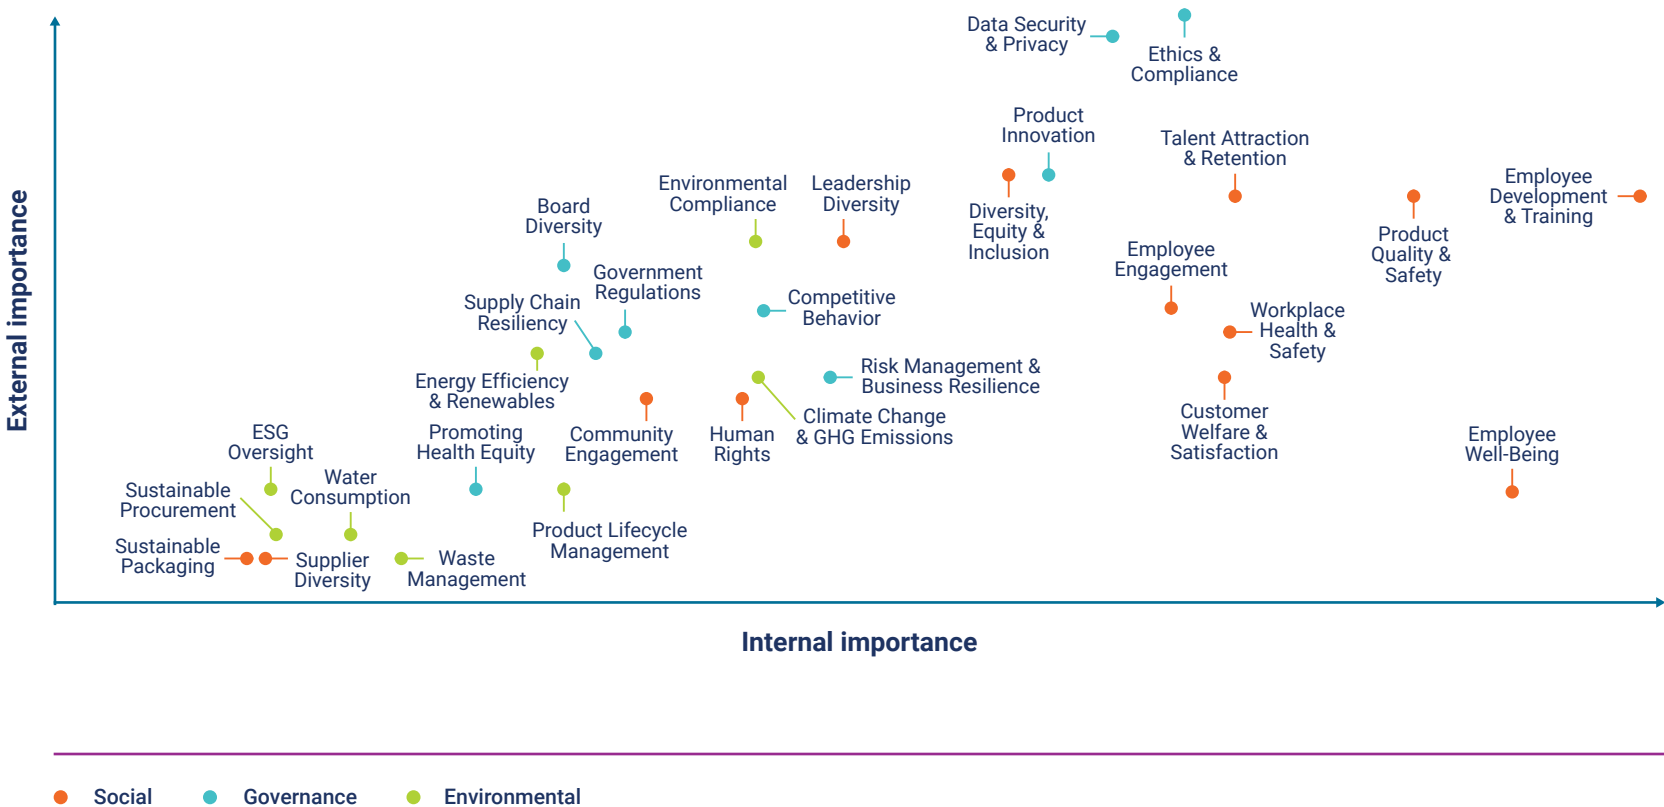 Data Security
& Privacy
Ethics &
Compliance
Product
Innovation
Talent Attraction
& Retention
Environmental
Compliance
Leadership
Diversity
Employee
Development
& Training
Board
Diversity
Diversity,
Equity &
Inclusion
Product
Quality &
Safety
Employee
Engagement
Government
Regulations
Supply Chain
Resiliency
Competitive
Behavior
Workplace
Health &
Safety
Energy Efficiency
& Renewables
Risk Management &
Business Resilience
Climate Change
& GHG Emissions
Customer
Welfare &
Satisfaction
ESG
Oversight
Promoting
Health Equity
Community
Engagement
Human
Rights
Employee
Well-Being
Water
Consumption
Sustainable
Procurement
Product Lifecycle
Management
Sustainable
Packaging
Supplier
Diversity
Waste
Management
External importance
Internal importance
Social
Governance
Environmental